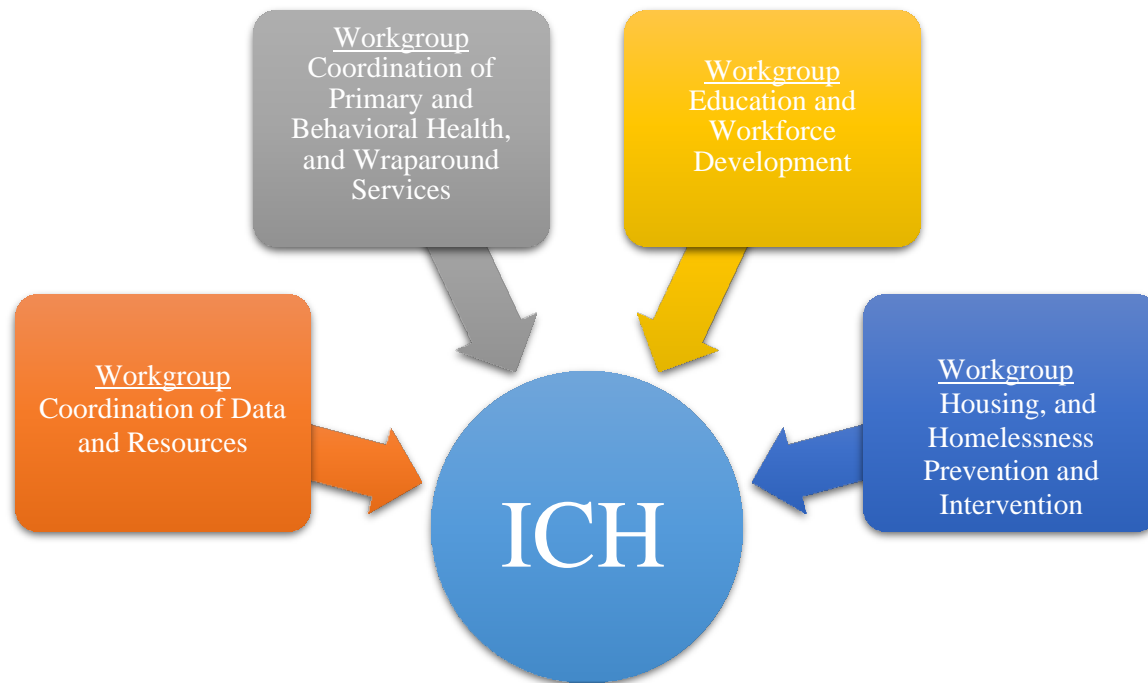 Workgroup
Coordination of
Primary and
Behavioral Health,
and Wraparound
Services
Workgroup
Education and
Workforce
Development
Workgroup
Coordination of Data
and Resources
Workgroup
Housing, and
Homelessness
Prevention and
Intervention
ICH